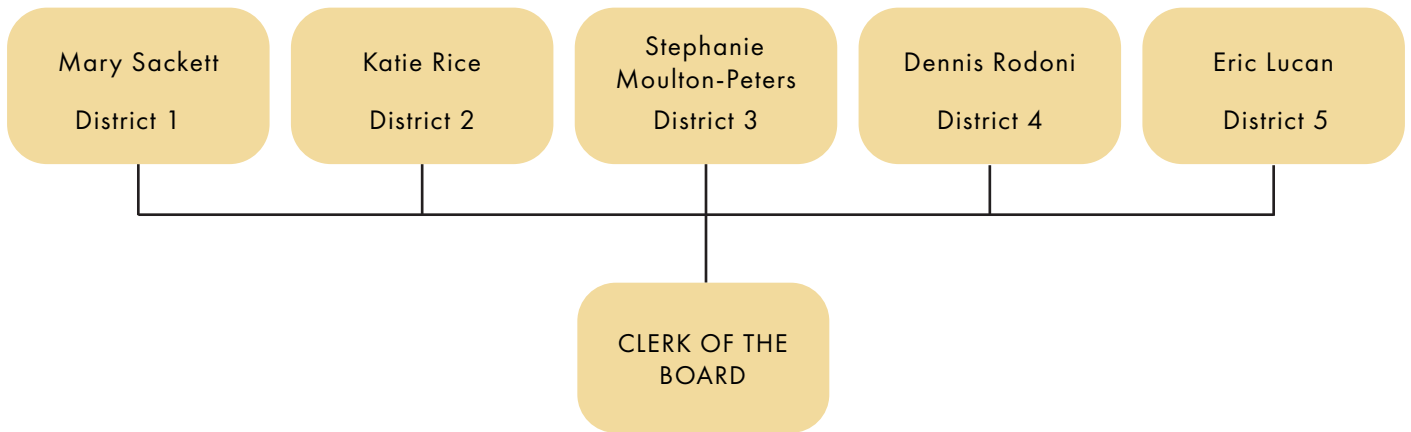 Mary Sackett
District 1
Katie Rice
District 2
Stephanie
Moulton-Peters
District 3
Dennis Rodoni
District 4
Eric Lucan
District 5
CLERK OF THE
BOARD